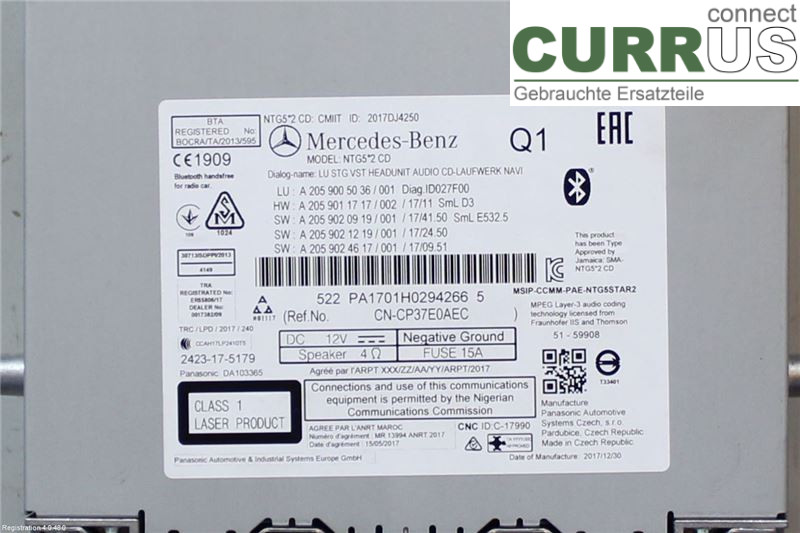 connect
CURRUS
Gebrauchte Ersatzteile
BTA
REGISTERED No:
BOCRA/TA/2013/595
NTG5*2 CD: CMIIT ID: 2017DJ4250
Mercedes-Benz
MODEL: NTG5*2 CD
Q1
EAC
CE1909
Bluetooth handsfree
for radio car.
Dialog-name: LU STG VST HEADUNIT AUDIO CD-LAUFWERK NAVI
LU : A 205 900 50 36 / 001 Diag.ID027F00
HW : A 205 901 17 17 / 002 / 17/11 SmL D3
SW : A 205 902 09 19 / 001 / 17/41.50 SmL E532.5
SW : A 205 902 12 19 / 001 / 17/24.50
SW : A 205 902 46 17 / 001 / 17/09.51
SM
1024
This product
has been Type
Approved by
Jamaica: SMA-
NTG5*2 CD
30713/SDPPI/2013
4149
TRA
REGISTERED No:
ER55806/17
DEALER No:
0017382/09
TRC / LPD / 2017 / 240
CCAH17LP2410T5
2423-17-5179
Panasonic DA103365
522 PA1701H0294266 5
(Ref.No. CN-CP37E0AEC )
MSIP-CCMM-PAE-NTG5STAR2
MPEG Layer-3 audio coding
technology licensed from
Fraunhofer IIS and Thomson
51 - 59908
DC 12V
Negative Ground
Speaker 4 Ω
FUSE 15A
Agréé par l'ARPT XXX/ZZ/AA/YY/ARPT/2017
T33401
CLASS 1
LASER PRODUCT
Connections and use of this communications
equipment is permitted by the Nigerian
Communications Commission
Manufacture
Panasonic Automotive
Systems Czech, s.r.o.
Pardubice, Czech Republic
Made in Czech Republic
AGREE PAR L'ANRT MAROC
Numéro d'agrément : MR 13994 ANRT 2017
Date d'agrément : 15/05/2017
CNC ID:C-17990
Panasonic Automotive & Industrial Systems Europe GmbH
Date of Manufacture: 2017/12/30
Registration 4-9-48.0